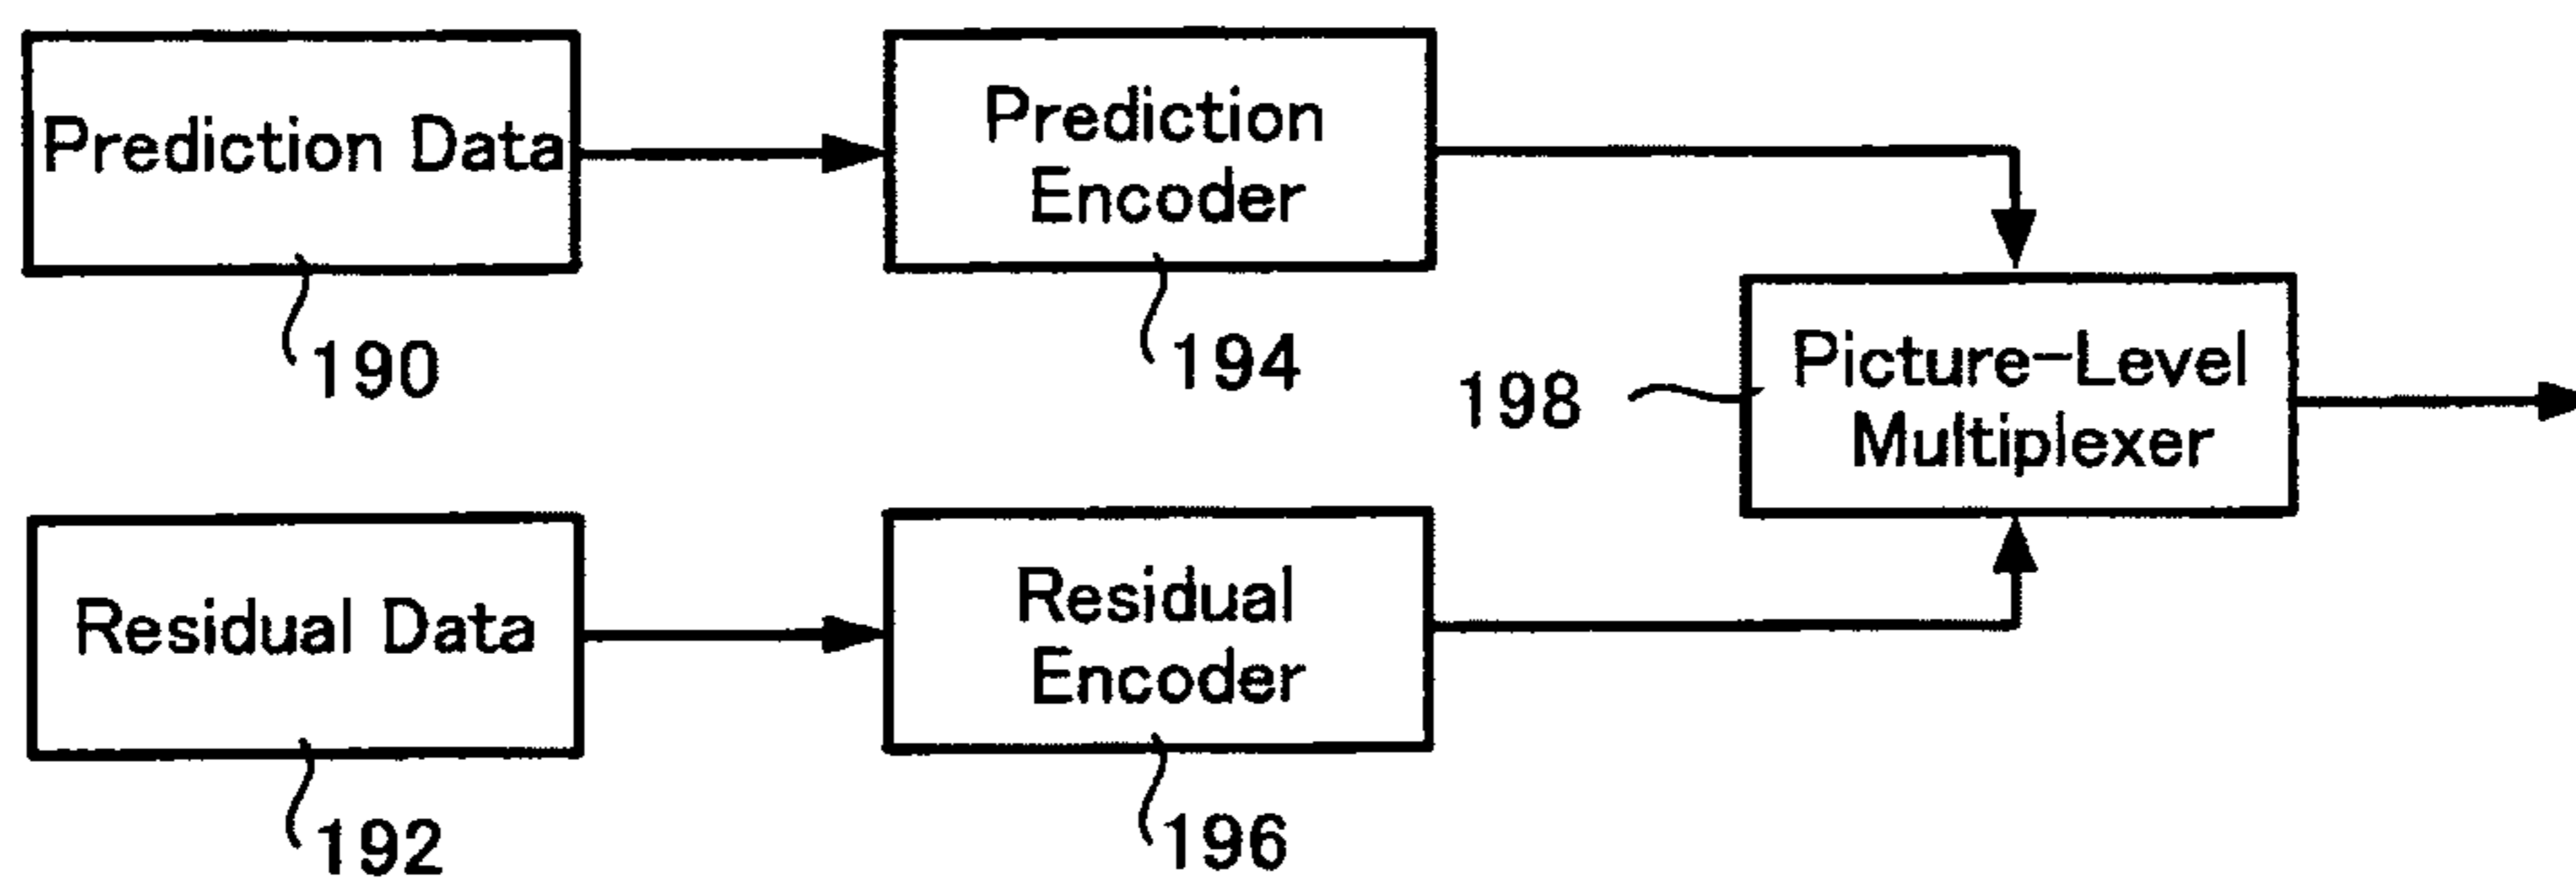 Prediction Data
190
Prediction
Encoder
194
Picture-Level
Multiplexer
198
Residual Data
192
Residual
Encoder
196